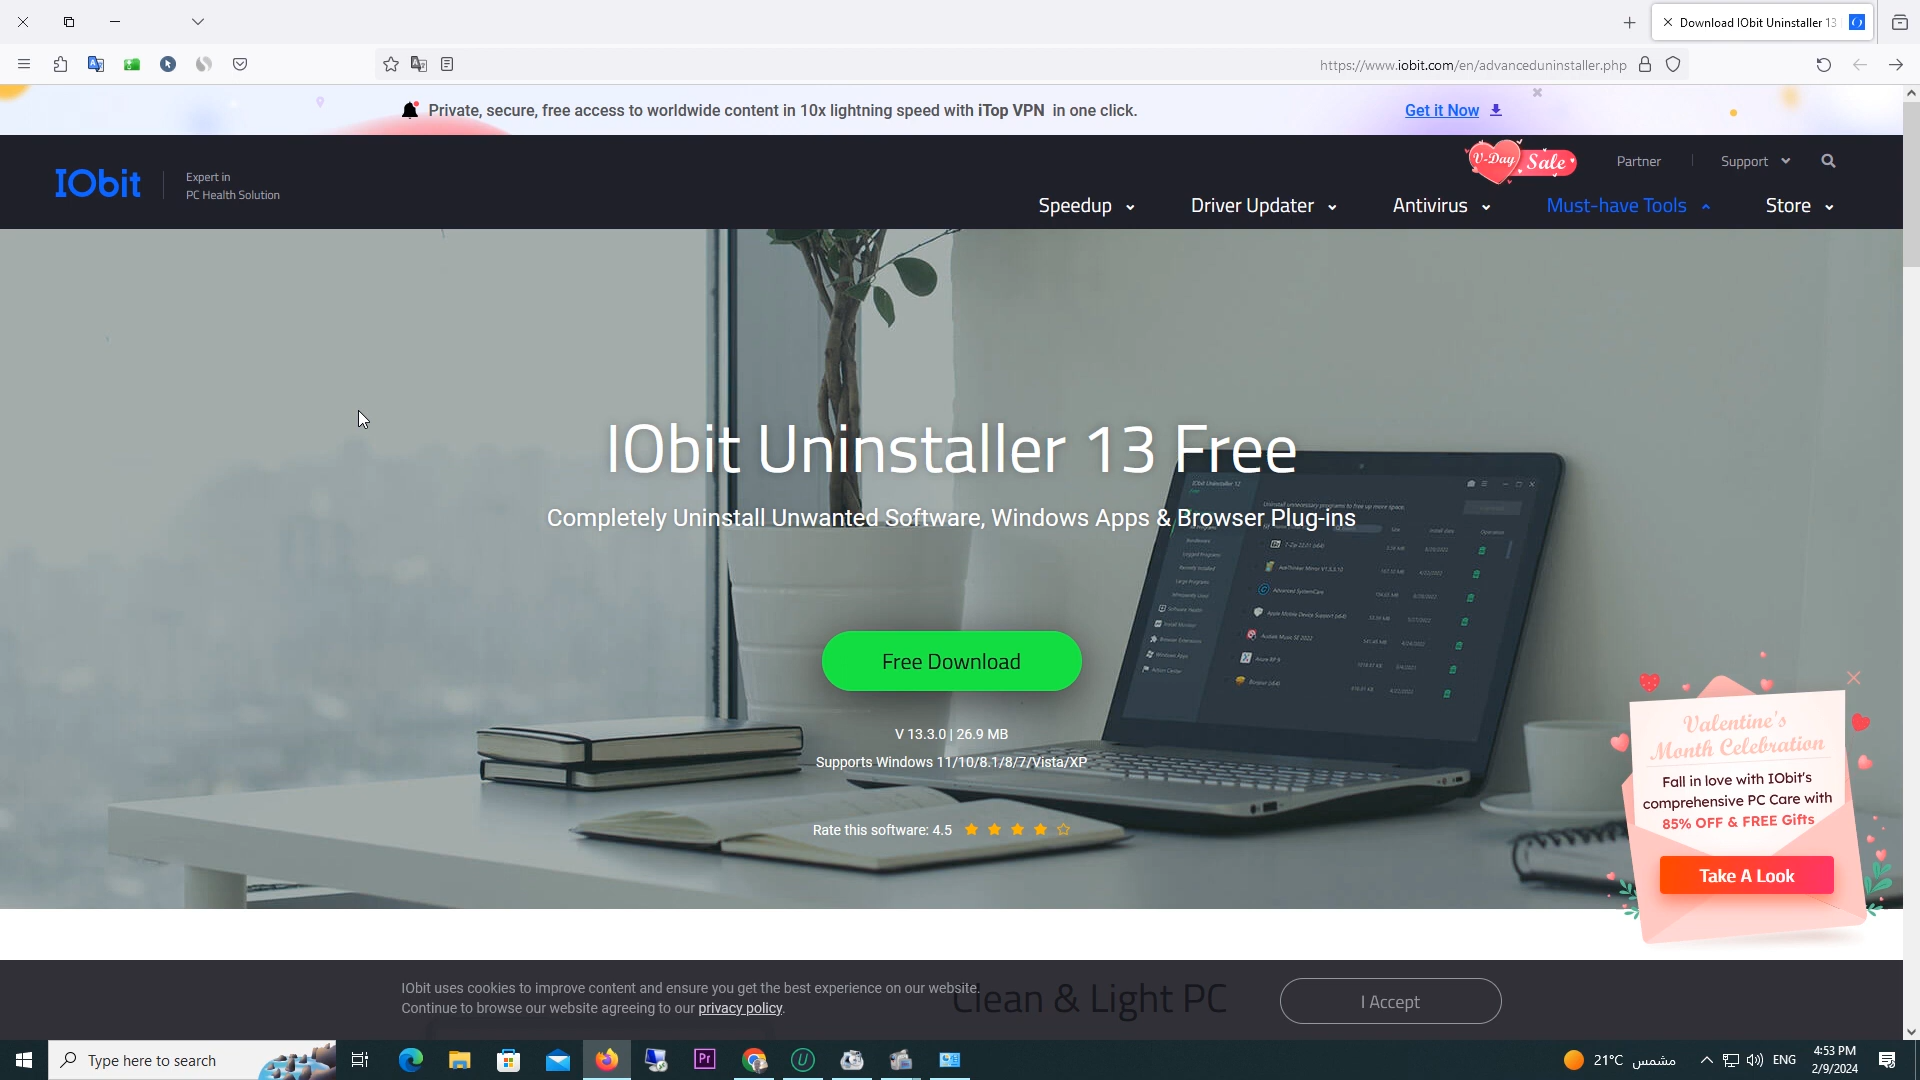 Download IObit Uninstaller 13
https://www.iobit.com/en/advanceduninstaller.php
Private, secure, free access to worldwide content in 10x lightning speed with iTop VPN in one click.
Get it Now
IObit
Expert in
PC Health Solution
V-Day Sale
Partner
Support
Speedup
Driver Updater
Antivirus
Must-have Tools
Store
IObit Uninstaller 13 Free
Completely Uninstall Unwanted Software, Windows Apps & Browser Plug-ins
IObit Uninstaller 12
Free Download
V 13.3.0 | 26.9 MB
Supports Windows 11/10/8.1/8/7/Vista/XP
Rate this software: 4.5
Valentine's
Month Celebration
Fall in love with IObit's
comprehensive PC Care with
85% OFF & FREE Gifts
Take A Look
IObit uses cookies to improve content and ensure you get the best experience on our website.
Continue to browse our website agreeing to our privacy policy.
Clean & Light PC
I Accept
Type here to search
Pr
21°C مشمس
ENG
4:53 PM
2/9/2024